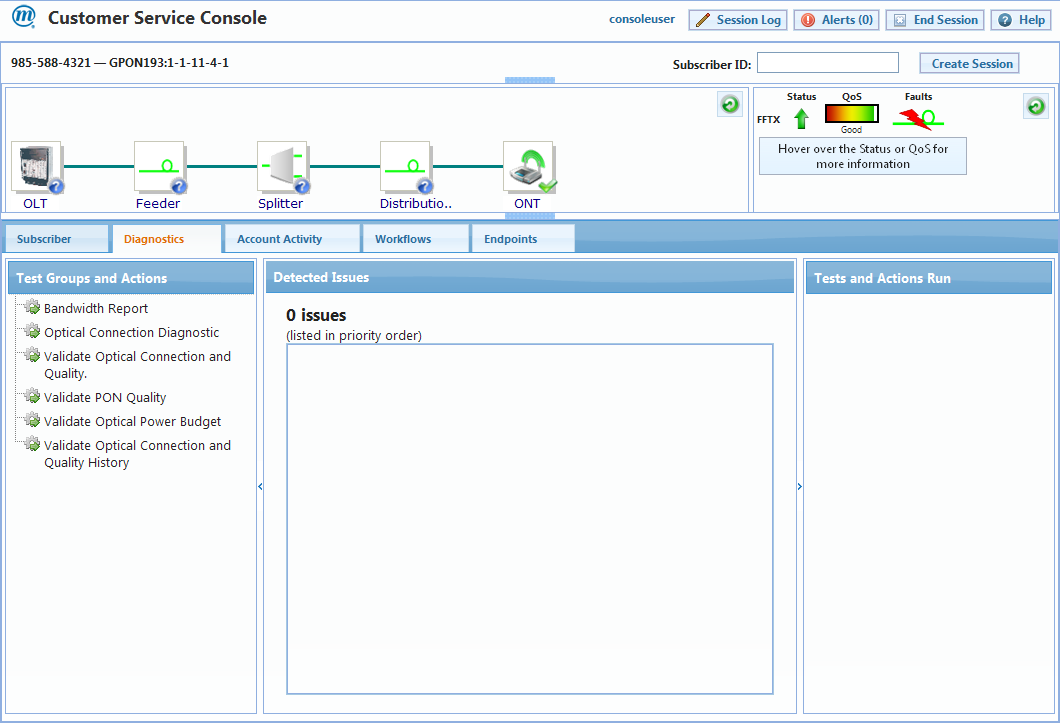 m Customer Service Console
consoleuser
Session Log
Alerts (0)
End Session
Help
985-588-4321 — GPON193:1-1-11-4-1
Subscriber ID:
Create Session
OLT
Feeder
Splitter
Distributio..
ONT
Status
QoS
Faults
FFTX
Good
Hover over the Status or QoS for
more information
Subscriber
Diagnostics
Account Activity
Workflows
Endpoints
Test Groups and Actions
Bandwidth Report
Optical Connection Diagnostic
Validate Optical Connection and
Quality.
Validate PON Quality
Validate Optical Power Budget
Validate Optical Connection and
Quality History
Detected Issues
0 issues
(listed in priority order)
Tests and Actions Run